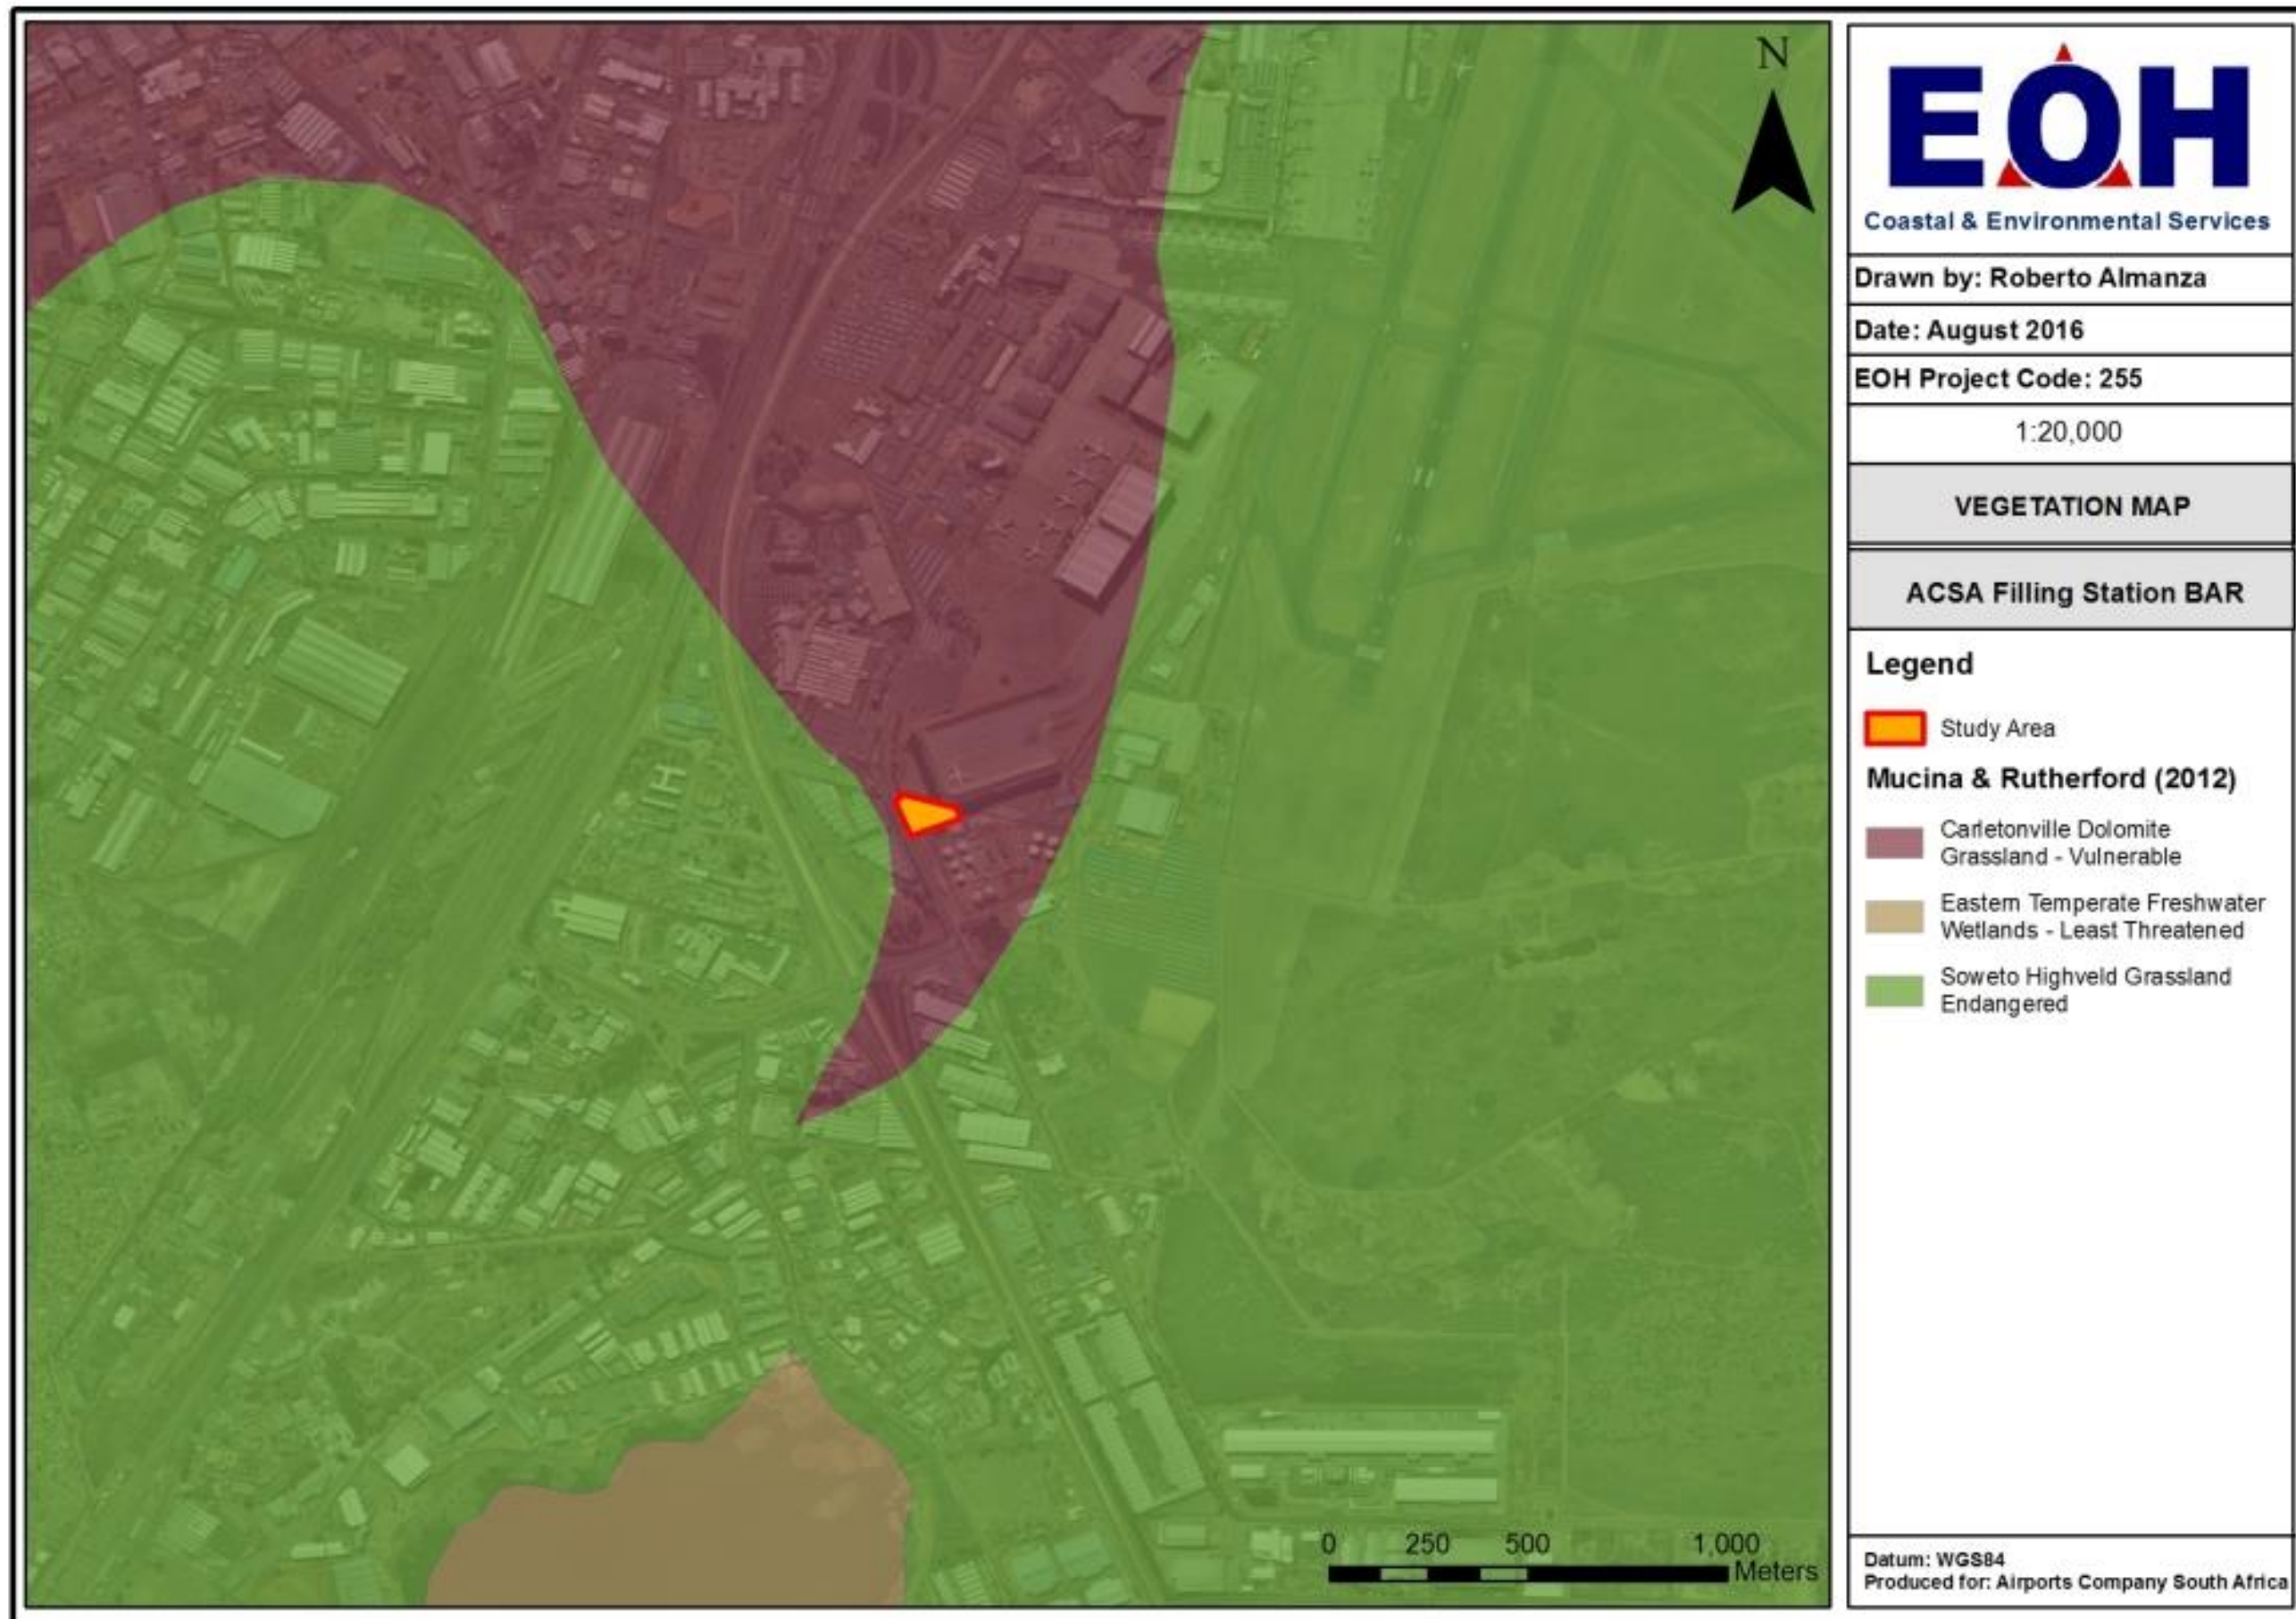 N
0 250 500 1,000
Meters
EOH
Coastal & Environmental Services
Drawn by: Roberto Almanza
Date: August 2016
EOH Project Code: 255
1:20,000
VEGETATION MAP
ACSA Filling Station BAR
Legend
Study Area
Mucina & Rutherford (2012)
Carletonville Dolomite
Grassland - Vulnerable
Eastern Temperate Freshwater
Wetlands - Least Threatened
Soweto Highveld Grassland
Endangered
Datum: WGS84
Produced for: Airports Company South Africa